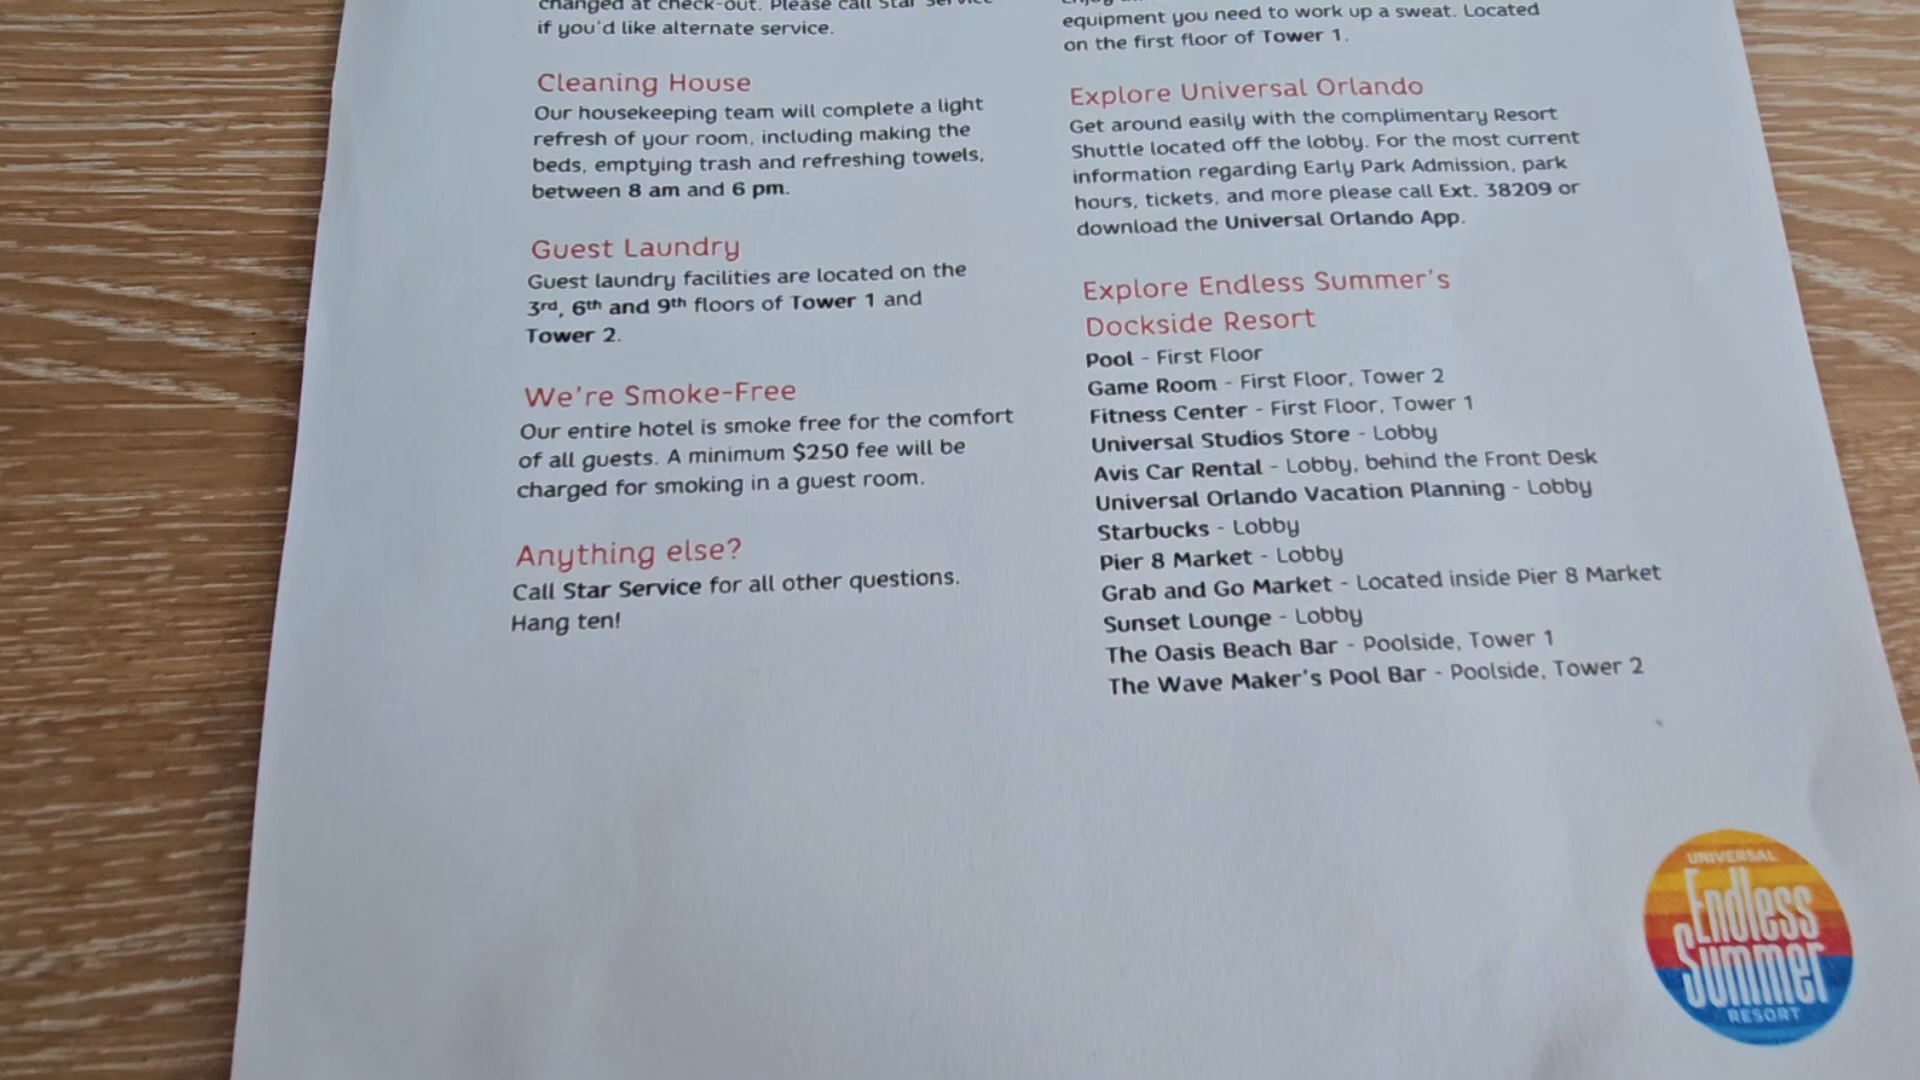 changed at check-out. Please call Star Service
if you'd like alternate service.
Cleaning House
Our housekeeping team will complete a light
refresh of your room, including making the
beds, emptying trash and refreshing towels,
between 8 am and 6 pm.
Guest Laundry
Guest laundry facilities are located on the
3rd, 6th and 9th floors of Tower 1 and
Tower 2.
We're Smoke-Free
Our entire hotel is smoke free for the comfort
of all guests. A minimum $250 fee will be
charged for smoking in a guest room.
Anything else?
Call Star Service for all other questions.
Hang ten!
equipment you need to work up a sweat. Located
on the first floor of Tower 1.
Explore Universal Orlando
Get around easily with the complimentary Resort
Shuttle located off the lobby. For the most current
information regarding Early Park Admission, park
hours, tickets, and more please call Ext. 38209 or
download the Universal Orlando App.
Explore Endless Summer's
Dockside Resort
Pool - First Floor
Game Room - First Floor, Tower 2
Fitness Center - First Floor, Tower 1
Universal Studios Store - Lobby
Avis Car Rental - Lobby, behind the Front Desk
Universal Orlando Vacation Planning - Lobby
Starbucks - Lobby
Pier 8 Market - Lobby
Grab and Go Market - Located inside Pier 8 Market
Sunset Lounge - Lobby
The Oasis Beach Bar - Poolside, Tower 1
The Wave Maker's Pool Bar - Poolside, Tower 2
UNIVERSAL
Endless
Summer
RESORT